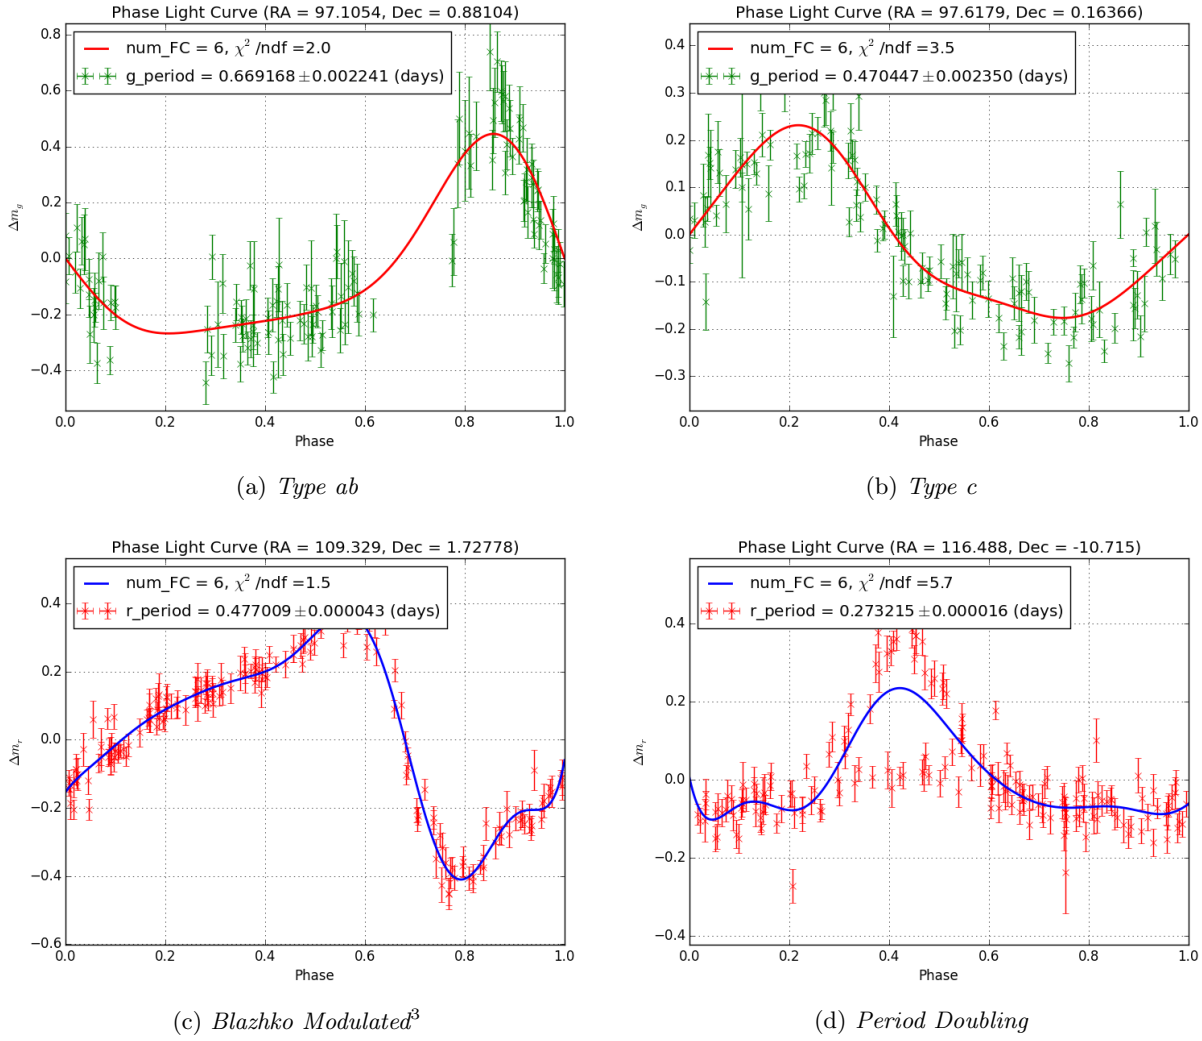 Phase Light Curve (RA = 97.1054, Dec = 0.88104)
num_FC = 6, χ² /ndf =2.0
g_period = 0.669168 ± 0.002241 (days)
0.8
0.6
0.4
0.2
0.0
−0.2
−0.4
Δm_g
0.0 0.2 0.4 0.6 0.8 1.0
Phase
(a) Type ab
Phase Light Curve (RA = 97.6179, Dec = 0.16366)
num_FC = 6, χ² /ndf =3.5
g_period = 0.470447 ± 0.002350 (days)
0.4
0.3
0.2
0.1
0.0
−0.1
−0.2
−0.3
Δm_g
0.0 0.2 0.4 0.6 0.8 1.0
Phase
(b) Type c
Phase Light Curve (RA = 109.329, Dec = 1.72778)
num_FC = 6, χ² /ndf =1.5
r_period = 0.477009 ± 0.000043 (days)
0.4
0.2
0.0
−0.2
−0.4
−0.6
Δm_r
0.0 0.2 0.4 0.6 0.8 1.0
Phase
(c) Blazhko Modulated³
Phase Light Curve (RA = 116.488, Dec = -10.715)
num_FC = 6, χ² /ndf =5.7
r_period = 0.273215 ± 0.000016 (days)
0.4
0.2
0.0
−0.2
−0.4
Δm_r
0.0 0.2 0.4 0.6 0.8 1.0
Phase
(d) Period Doubling